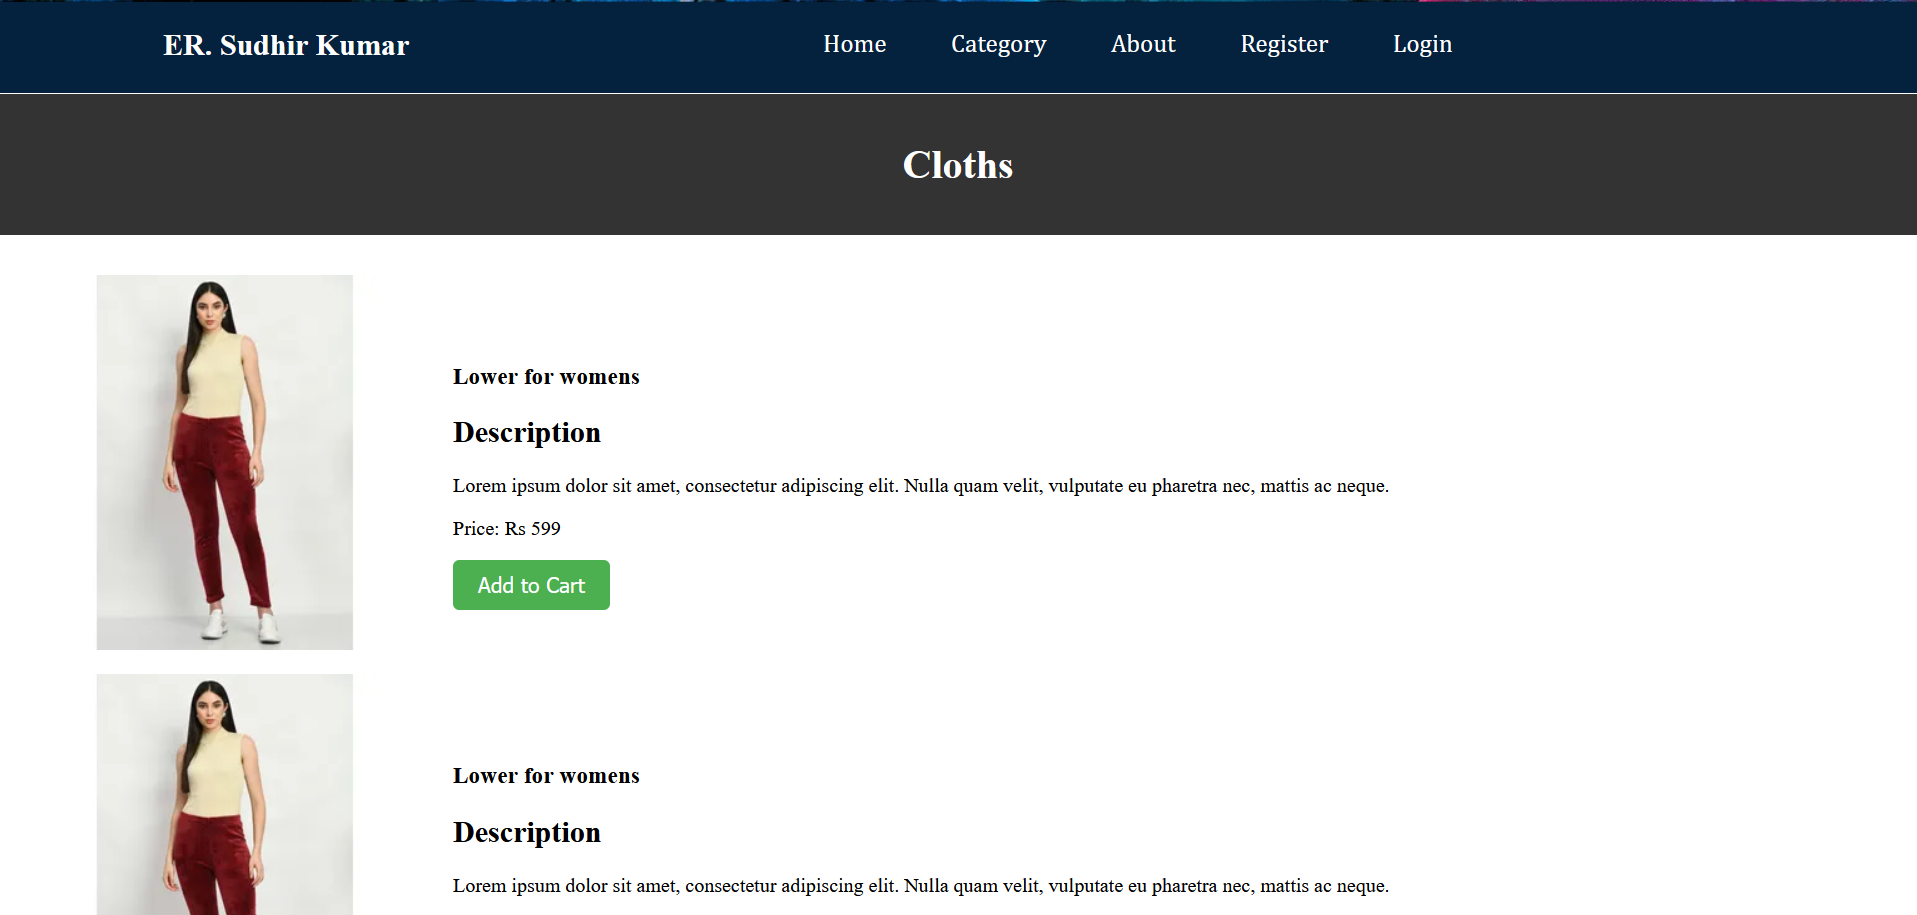 ER. Sudhir Kumar Home Category About Register Login
Cloths
Lower for womens
Description
Lorem ipsum dolor sit amet, consectetur adipiscing elit. Nulla quam velit, vulputate eu pharetra nec, mattis ac neque.
Price: Rs 599
Add to Cart
Lower for womens
Description
Lorem ipsum dolor sit amet, consectetur adipiscing elit. Nulla quam velit, vulputate eu pharetra nec, mattis ac neque.